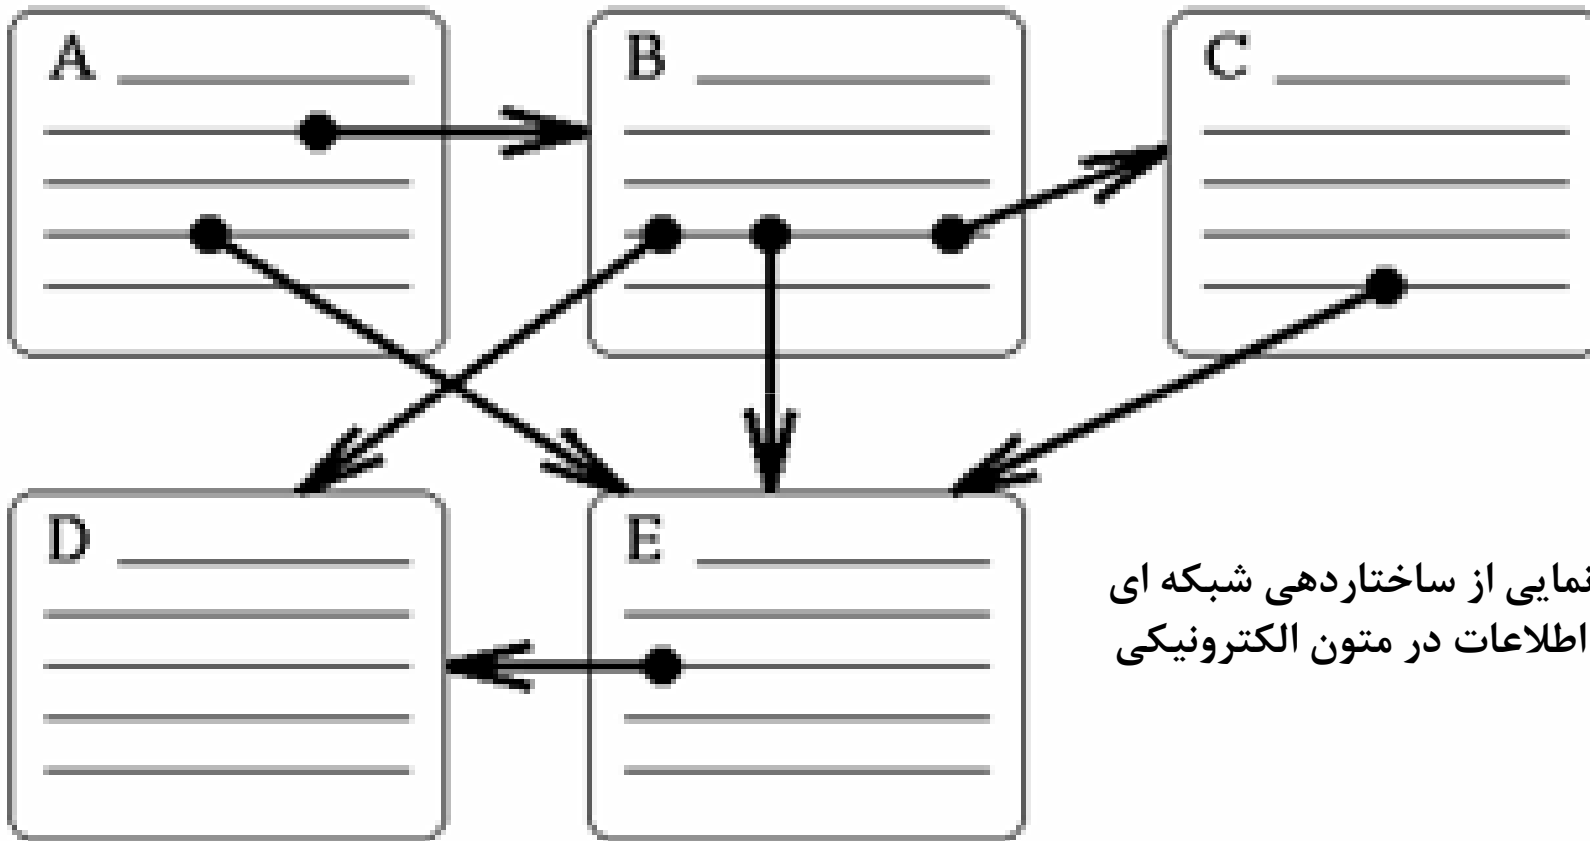 A
B
C
D
E
نمایی از ساختاردهی شبکه ای
اطلاعات در متون الکترونیکی